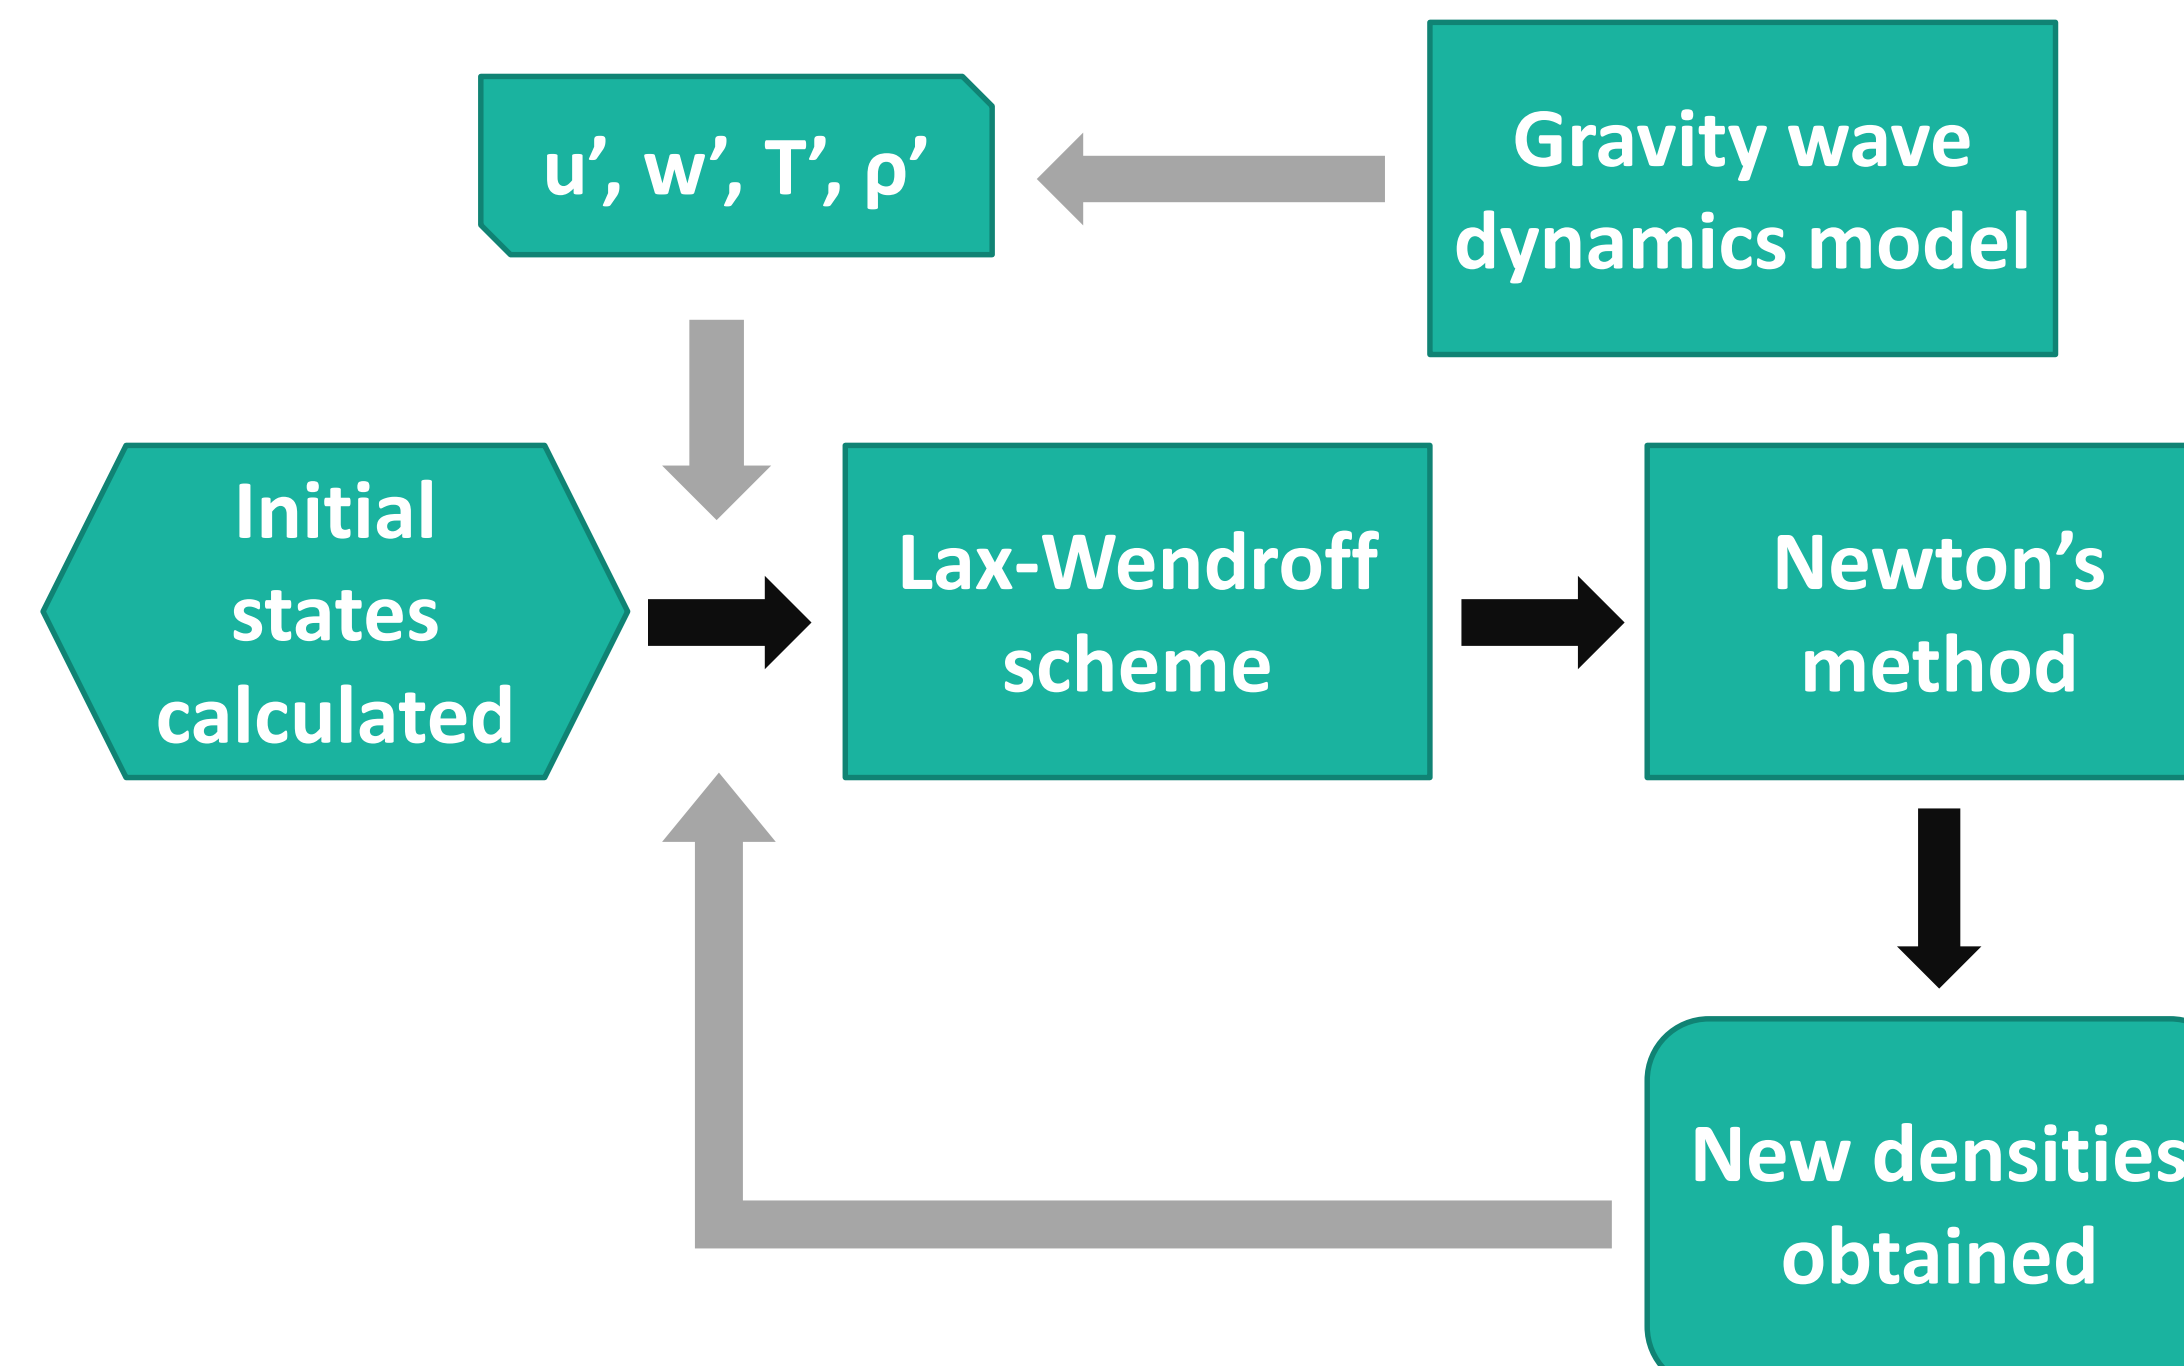 u’, w’, T’, ρ’
Gravity wave
dynamics model
Initial
states
calculated
Lax-Wendroff
scheme
Newton’s
method
New densities
obtained